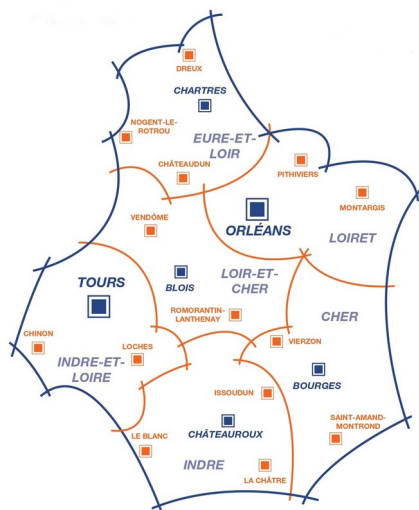 DREUX
CHARTRES
NOGENT-LE-
ROTROU
EURE-ET-
LOIR
CHÂTEAUDUN
PITHIVIERS
MONTARGIS
VENDÔME
ORLÉANS
LOIRET
TOURS
BLOIS
LOIR-ET-
CHER
ROMORANTIN-
LANTHENAY
CHER
CHINON
LOCHES
VIERZON
INDRE-ET-
LOIRE
BOURGES
ISSOUDUN
CHÂTEAUROUX
SAINT-AMAND-
MONTROND
LE BLANC
INDRE
LA CHÂTRE